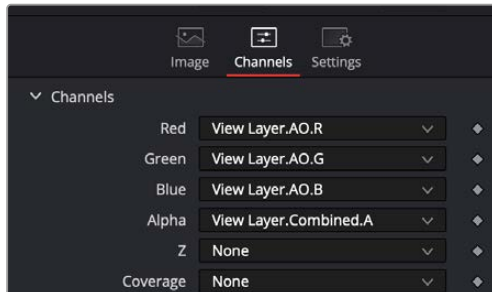 Image Channels Settings
Channels
Red View Layer.AO.R
Green View Layer.AO.G
Blue View Layer.AO.B
Alpha View Layer.Combined.A
Z None
Coverage None